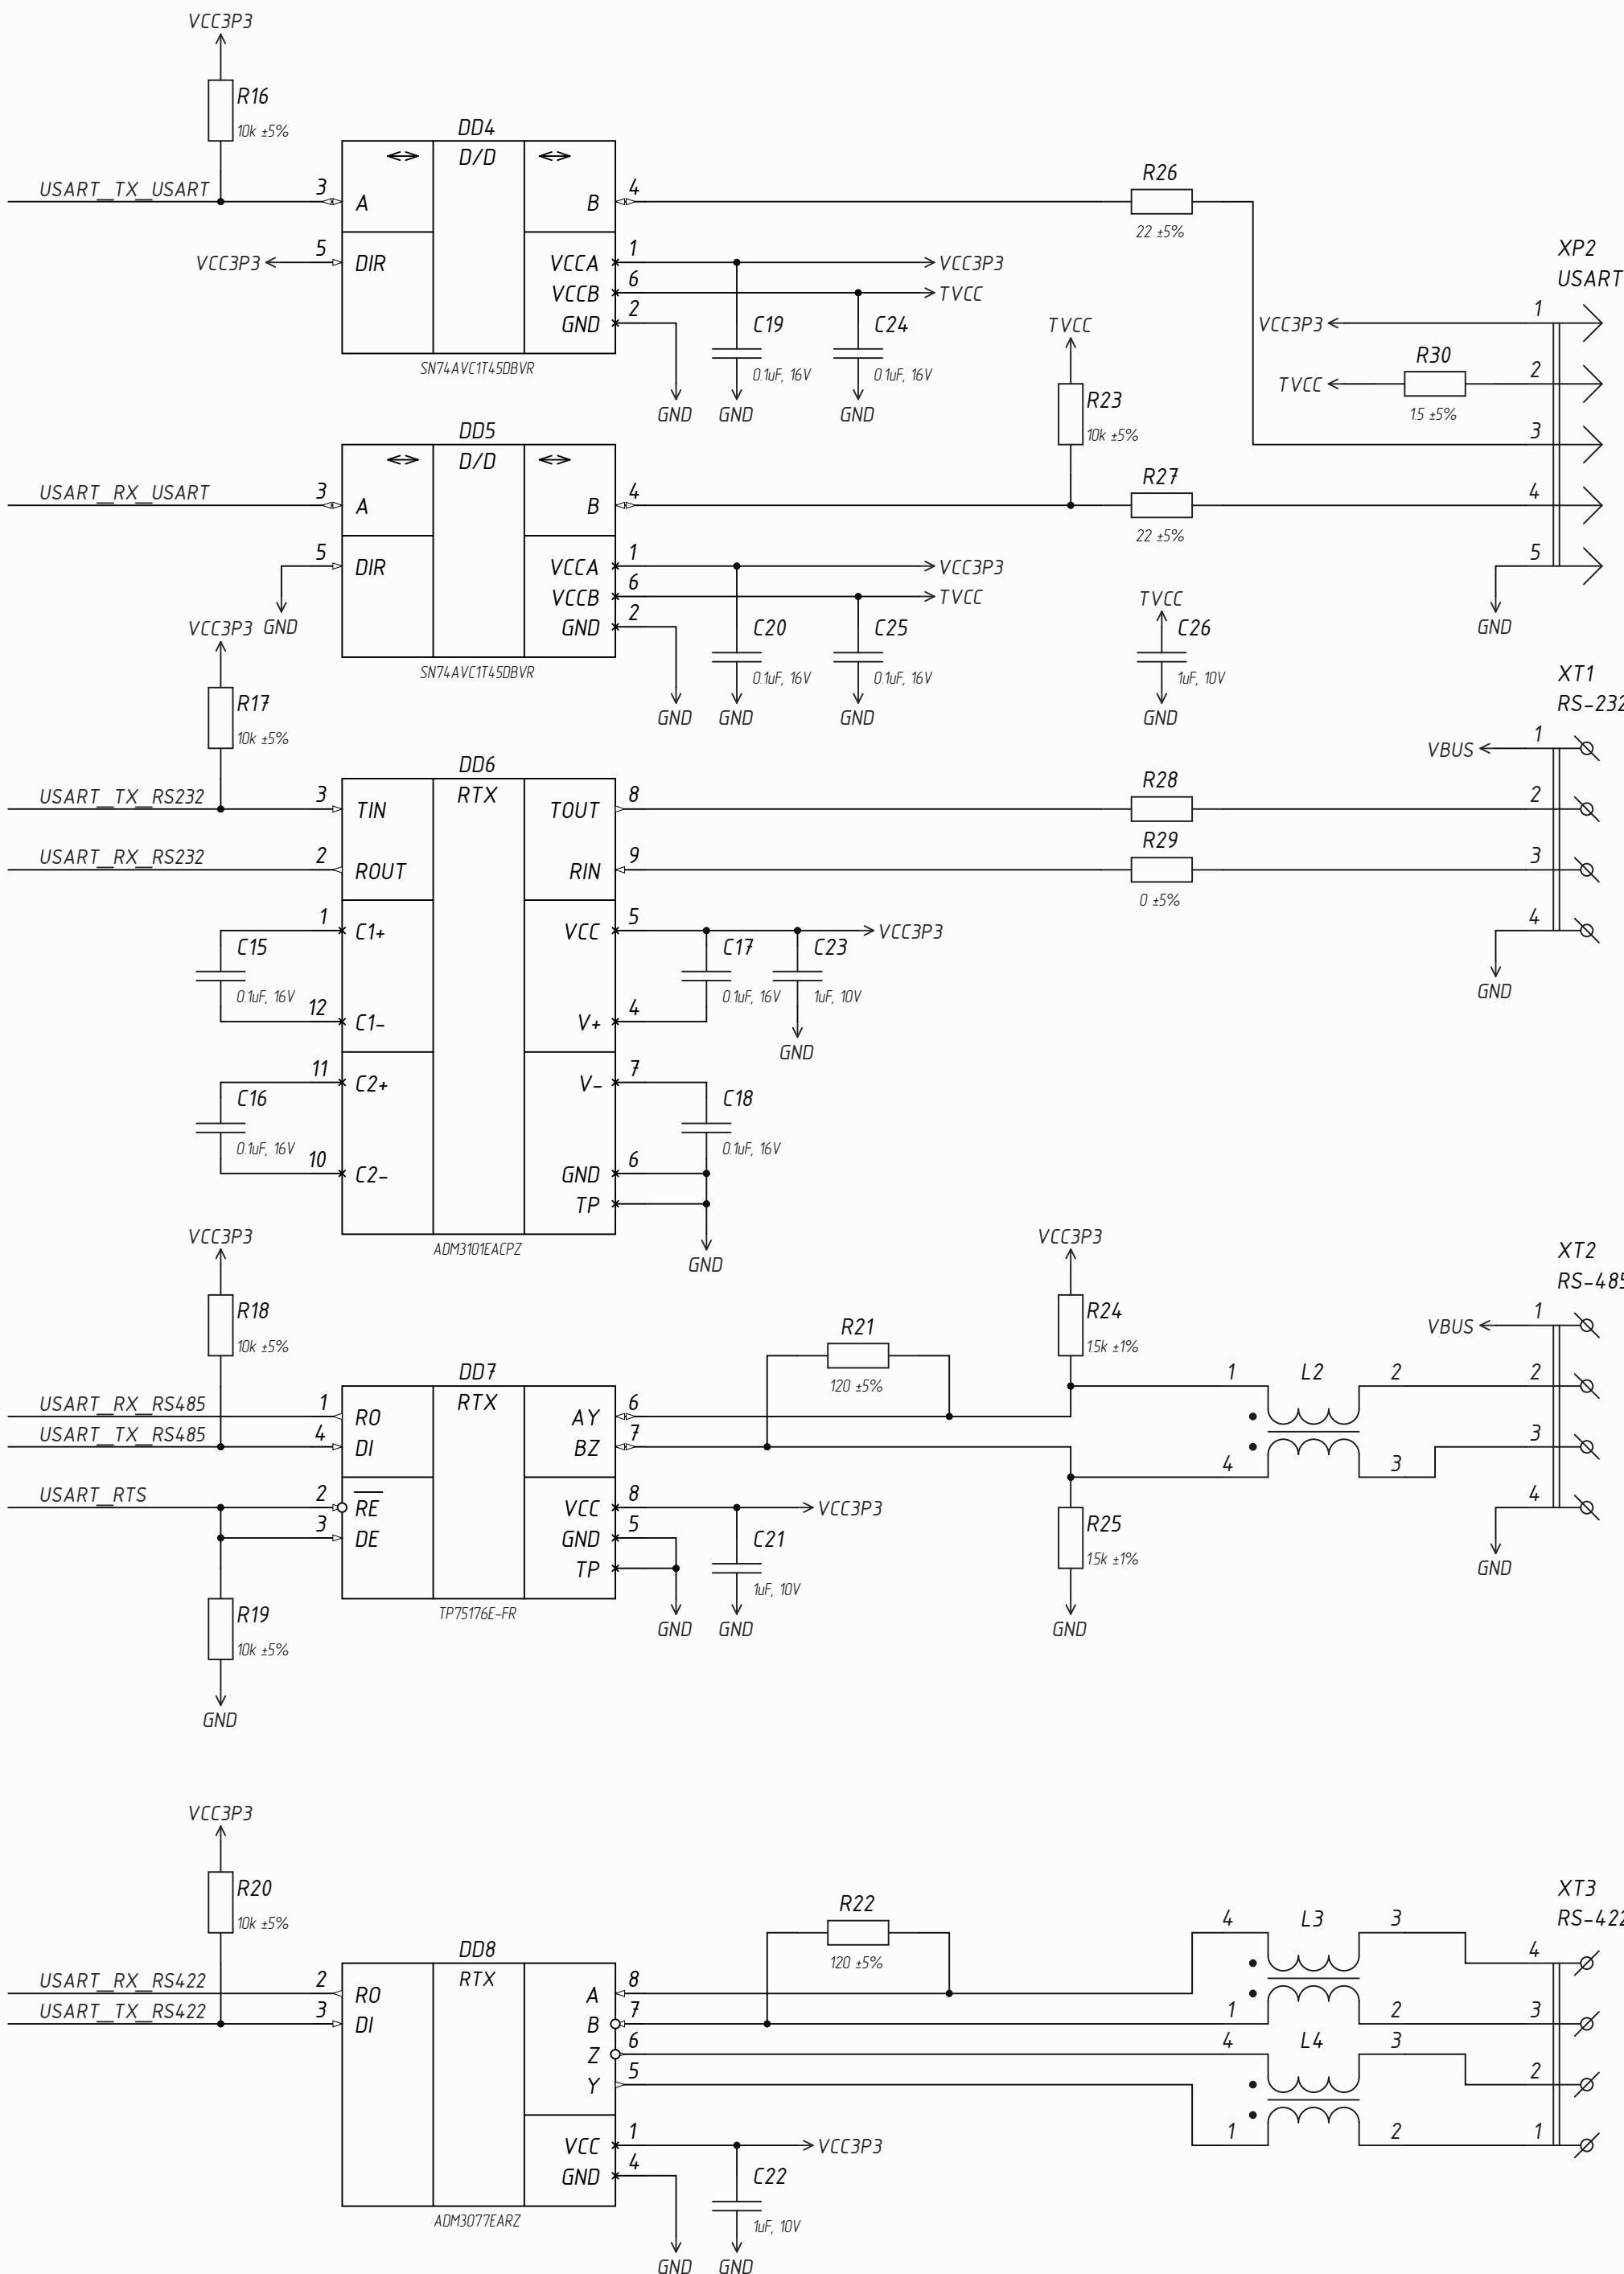 VCC3P3
R16
10k ±5%
DD4
D/D
USART_TX_USART
3
A
B
4
R26
22 ±5%
VCC3P3
5
DIR
VCCA
1
VCC3P3
VCCB
6
TVCC
GND
2
C19
0.1uF, 16V
C24
0.1uF, 16V
SN74AVC1T45DBVR
GND
GND
GND
XP2
USART
VCC3P3
1
TVCC
R30
15 ±5%
2
3
4
5
GND
TVCC
R23
10k ±5%
DD5
D/D
USART_RX_USART
3
A
B
4
R27
22 ±5%
5
DIR
GND
VCCA
1
VCC3P3
VCCB
6
TVCC
GND
2
C20
0.1uF, 16V
C25
0.1uF, 16V
SN74AVC1T45DBVR
GND
GND
GND
TVCC
C26
1uF, 10V
GND
VCC3P3
R17
10k ±5%
DD6
RTX
USART_TX_RS232
3
TIN
TOUT
8
R28
USART_RX_RS232
2
ROUT
RIN
9
R29
0 ±5%
XT1
RS-232
VBUS
1
2
3
4
GND
1
C1+
C15
0.1uF, 16V
12
C1-
VCC
5
VCC3P3
C17
0.1uF, 16V
C23
1uF, 10V
V+
4
GND
11
C2+
C16
0.1uF, 16V
10
C2-
V-
7
C18
0.1uF, 16V
GND
6
TP
GND
ADM3101EACPZ
VCC3P3
R18
10k ±5%
DD7
RTX
USART_RX_RS485
1
RO
USART_TX_RS485
4
DI
AY
6
BZ
7
R21
120 ±5%
VCC3P3
R24
1.5k ±1%
R25
1.5k ±1%
GND
1
L2
2
4
3
XT2
RS-485
VBUS
1
2
3
4
GND
USART_RTS
2
RE
3
DE
VCC
8
VCC3P3
GND
5
TP
C21
1uF, 10V
GND
GND
TP75176E-FR
R19
10k ±5%
GND
VCC3P3
R20
10k ±5%
DD8
RTX
USART_RX_RS422
2
RO
USART_TX_RS422
3
DI
A
8
B
7
Z
6
Y
5
R22
120 ±5%
4
L3
3
1
2
4
L4
3
1
2
XT3
RS-422
4
3
2
1
VCC
1
VCC3P3
GND
4
C22
1uF, 10V
ADM3077EARZ
GND
GND